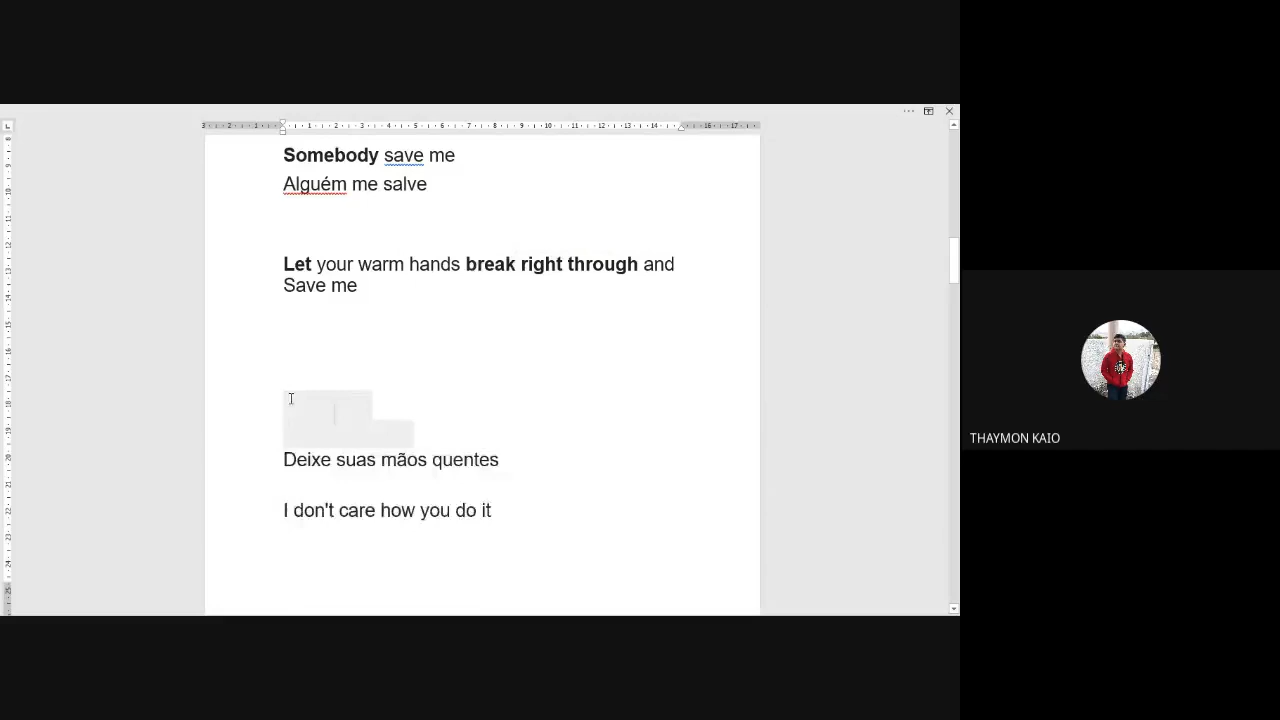 Somebody save me
Alguém me salve
Let your warm hands break right through and
Save me
Deixe suas mãos quentes
I don't care how you do it
THAYMON KAIO